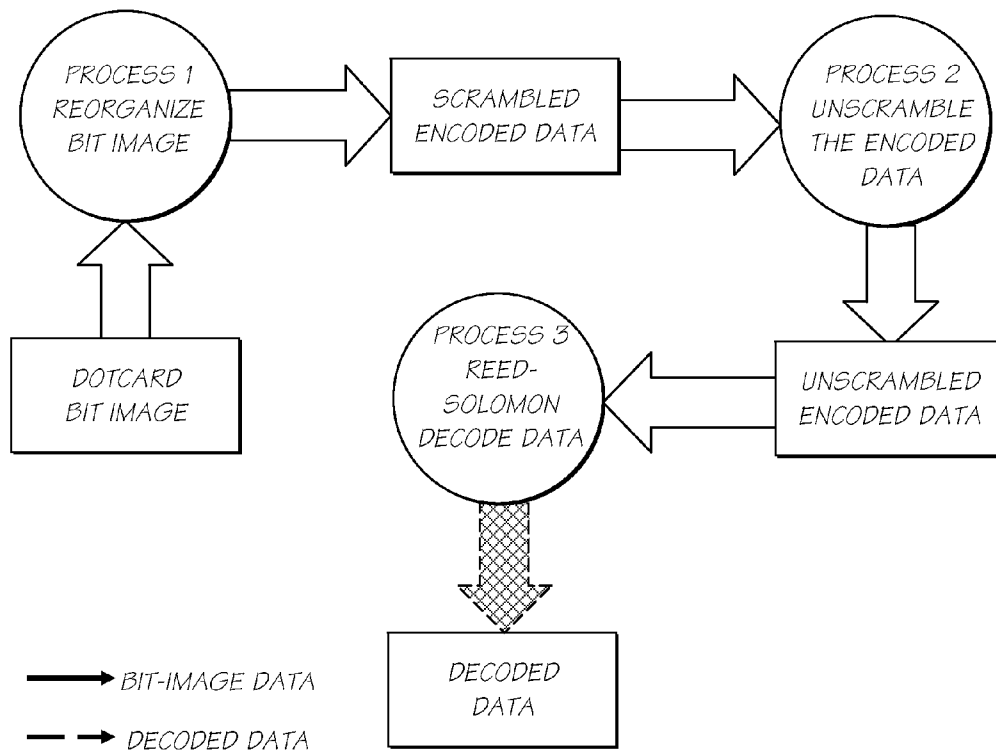 PROCESS 1
REORGANIZE
BIT IMAGE
SCRAMBLED
ENCODED DATA
PROCESS 2
UNSCRAMBLE
THE ENCODED
DATA
DOTCARD
BIT IMAGE
PROCESS 3
REED-
SOLOMON
DECODE DATA
UNSCRAMBLED
ENCODED DATA
DECODED
DATA
BIT-IMAGE DATA
DECODED DATA